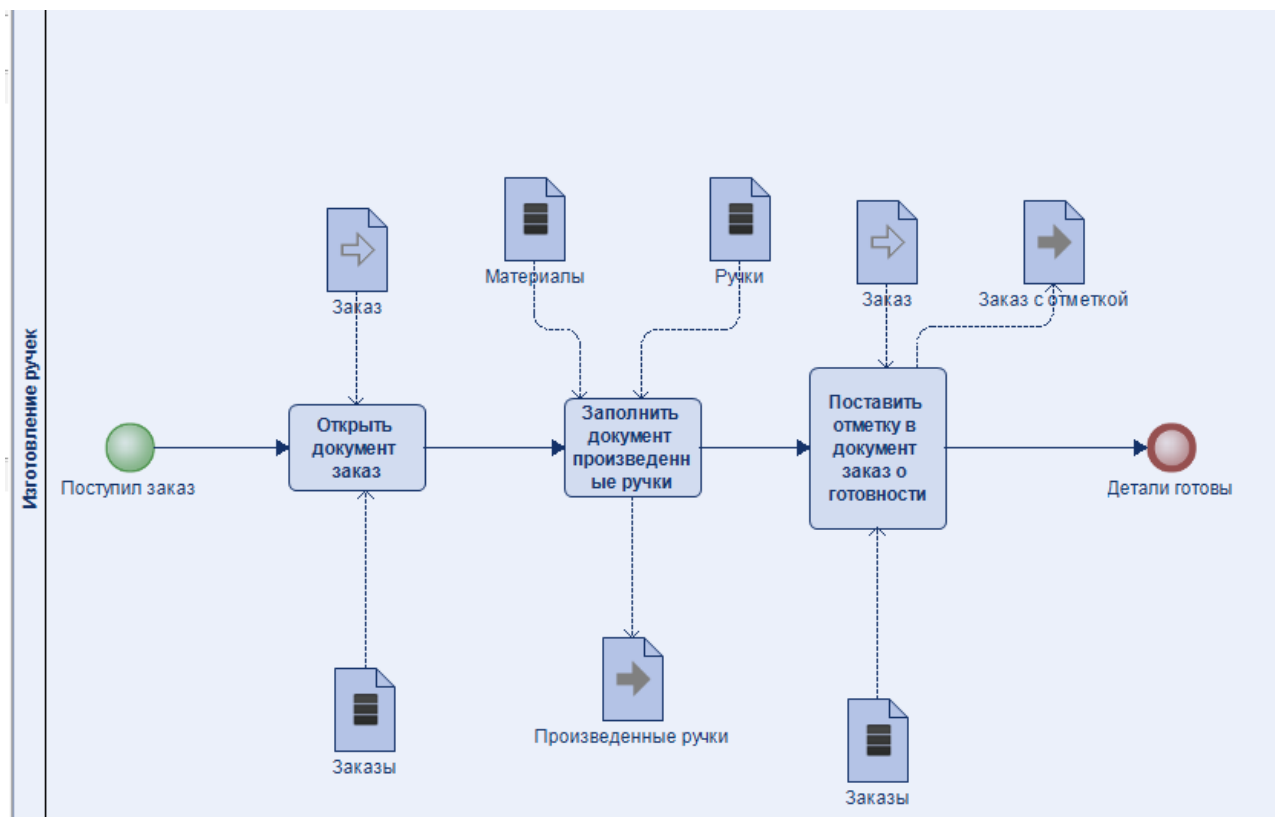 Изготовление ручек
Материалы
Ручки
Заказ
Заказ
Заказ с отметкой
Поступил заказ
Открыть
документ
заказ
Заполнить
документ
произведенн
ые ручки
Поставить
отметку в
документ
заказ о
готовности
Детали готовы
Заказы
Произведенные ручки
Заказы